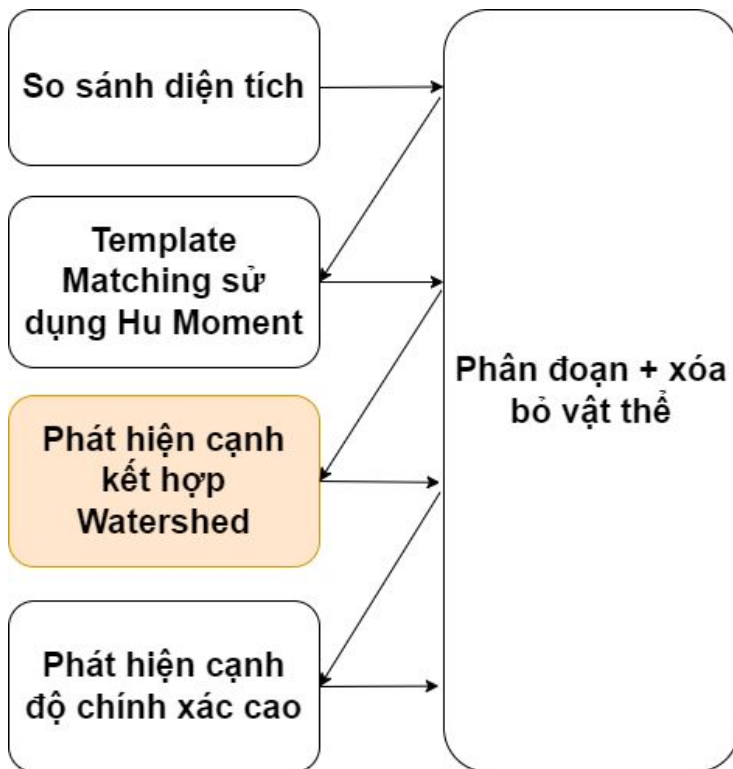 So sánh diện tích
Template
Matching sử
dụng Hu Moment
Phát hiện cạnh
kết hợp
Watershed
Phát hiện cạnh
độ chính xác cao
Phân đoạn + xóa
bỏ vật thể